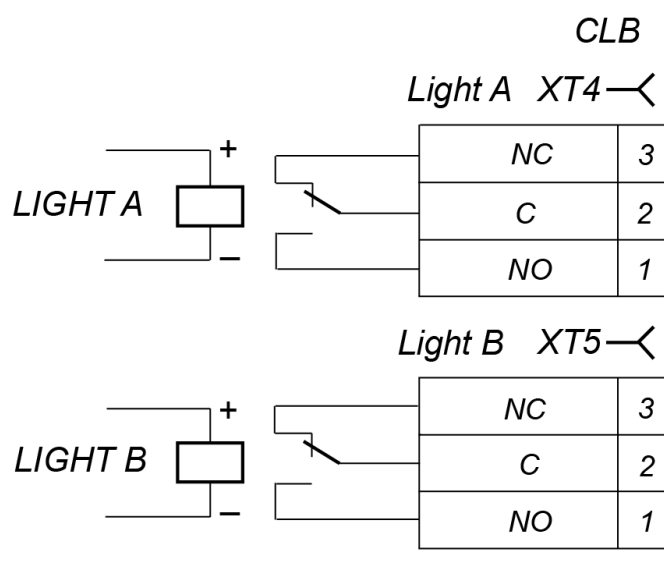 CLB
Light A XT4
+
NC 3
LIGHT A
C 2
−
NO 1
Light B XT5
+
NC 3
LIGHT B
C 2
−
NO 1